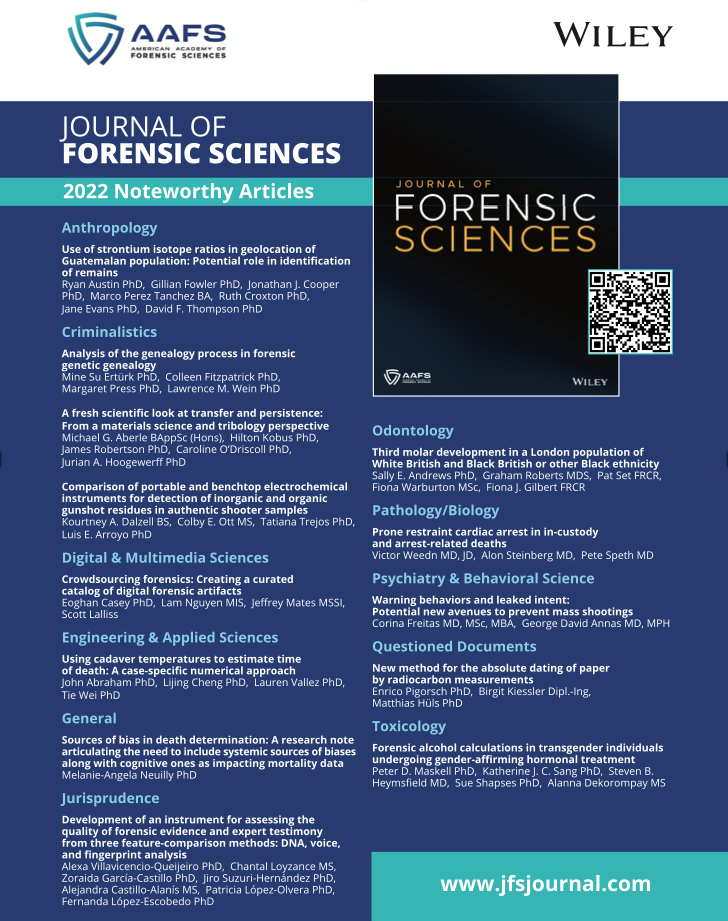 AAFS
AMERICAN ACADEMY OF
FORENSIC SCIENCES
WILEY
JOURNAL OF
FORENSIC SCIENCES
2022 Noteworthy Articles
Anthropology
Use of strontium isotope ratios in geolocation of
Guatemalan population: Potential role in identification
of remains
Ryan Austin PhD, Gillian Fowler PhD, Jonathan J. Cooper
PhD, Marco Perez Tanchez BA, Ruth Croxton PhD,
Jane Evans PhD, David F. Thompson PhD
Criminalistics
Analysis of the genealogy process in forensic
genetic genealogy
Mine Su Ertürk PhD, Colleen Fitzpatrick PhD,
Margaret Press PhD, Lawrence M. Wein PhD
A fresh scientific look at transfer and persistence:
From a materials science and tribology perspective
Michael G. Aberle BAppSc (Hons), Hilton Kobus PhD,
James Robertson PhD, Caroline O’Driscoll PhD,
Jurian A. Hoogewerff PhD
Comparison of portable and benchtop electrochemical
instruments for detection of inorganic and organic
gunshot residues in authentic shooter samples
Kourtney A. Dalzell BS, Colby E. Ott MS, Tatiana Trejos PhD,
Luis E. Arroyo PhD
Digital & Multimedia Sciences
Crowdsourcing forensics: Creating a curated
catalog of digital forensic artifacts
Eoghan Casey PhD, Lam Nguyen MIS, Jeffrey Mates MSSI,
Scott Lalliss
Engineering & Applied Sciences
Using cadaver temperatures to estimate time
of death: A case-specific numerical approach
John Abraham PhD, Lijing Cheng PhD, Lauren Vallez PhD,
Tie Wei PhD
General
Sources of bias in death determination: A research note
articulating the need to include systemic sources of biases
along with cognitive ones as impacting mortality data
Melanie-Angela Neuilly PhD
Jurisprudence
Development of an instrument for assessing the
quality of forensic evidence and expert testimony
from three feature-comparison methods: DNA, voice,
and fingerprint analysis
Alexa Villavicencio-Queijeiro PhD, Chantal Loyzance MS,
Zoraida García-Castillo PhD, Jiro Suzuri-Hernández PhD,
Alejandra Castillo-Alanís MS, Patricia López-Olvera PhD,
Fernanda López-Escobedo PhD
JOURNAL OF
FORENSIC
SCIENCES
AAFS
WILEY
Odontology
Third molar development in a London population of
White British and Black British or other Black ethnicity
Sally E. Andrews PhD, Graham Roberts MDS, Pat Set FRCR,
Fiona Warburton MSc, Fiona J. Gilbert FRCR
Pathology/Biology
Prone restraint cardiac arrest in in-custody
and arrest-related deaths
Victor Weedn MD, JD, Alon Steinberg MD, Pete Speth MD
Psychiatry & Behavioral Science
Warning behaviors and leaked intent:
Potential new avenues to prevent mass shootings
Corina Freitas MD, MSc, MBA, George David Annas MD, MPH
Questioned Documents
New method for the absolute dating of paper
by radiocarbon measurements
Enrico Pigorsch PhD, Birgit Kiessler Dipl.-Ing,
Matthias Hüls PhD
Toxicology
Forensic alcohol calculations in transgender individuals
undergoing gender-affirming hormonal treatment
Peter D. Maskell PhD, Katherine J. C. Sang PhD, Steven B.
Heymsfield MD, Sue Shapses PhD, Alanna Dekorompay MS
www.jfsjournal.com